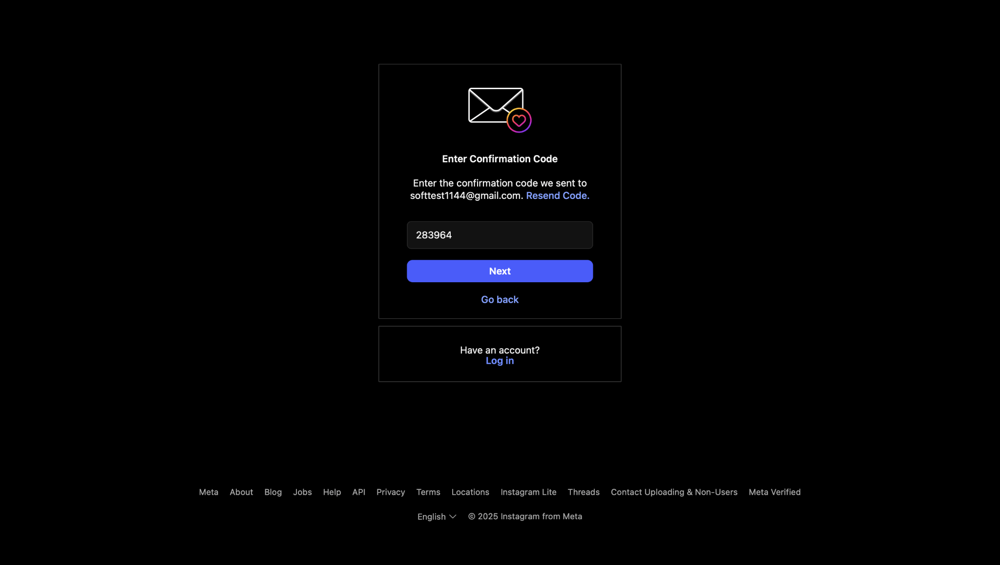 Enter Confirmation Code
Enter the confirmation code we sent to
softtest1144@gmail.com. Resend Code.
283964
Next
Go back
Have an account?
Log in
Meta About Blog Jobs Help API Privacy Terms Locations Instagram Lite Threads Contact Uploading & Non-Users Meta Verified
English © 2025 Instagram from Meta